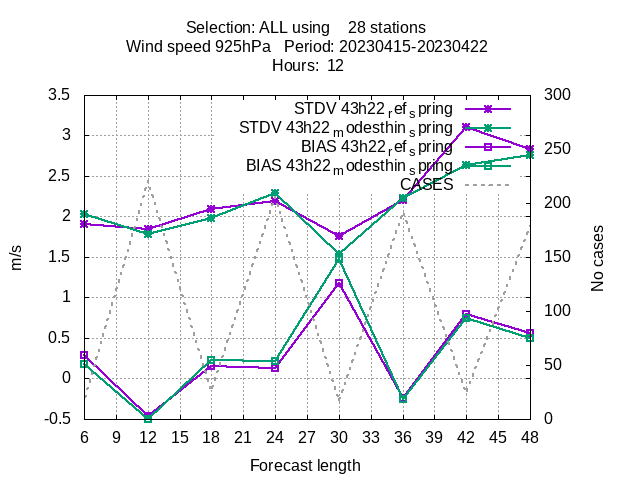 Selection: ALL using 28 stations
Wind speed 925hPa Period: 20230415-20230422
Hours: 12
STDV 43h22_ref_spring
STDV 43h22_modesthin_spring
BIAS 43h22_ref_spring
BIAS 43h22_modesthin_spring
CASES
3.5
3
2.5
2
1.5
1
0.5
0
-0.5
m/s
300
250
200
150
100
50
0
No cases
6 9 12 15 18 21 24 27 30 33 36 39 42 45 48
Forecast length